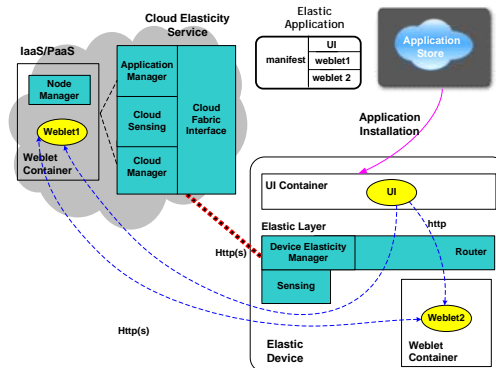 Cloud Elasticity
Service
Elastic
Application
manifest
UI
weblet1
weblet 2
Application
Store
IaaS/PaaS
Node
Manager
Weblet1
Weblet
Container
Application
Manager
Cloud
Sensing
Cloud
Manager
Cloud
Fabric
Interface
Application
Installation
UI Container
UI
http
Elastic Layer
Device Elasticity
Manager
Router
Sensing
Http(s)
Http(s)
Weblet2
Weblet
Container
Elastic
Device